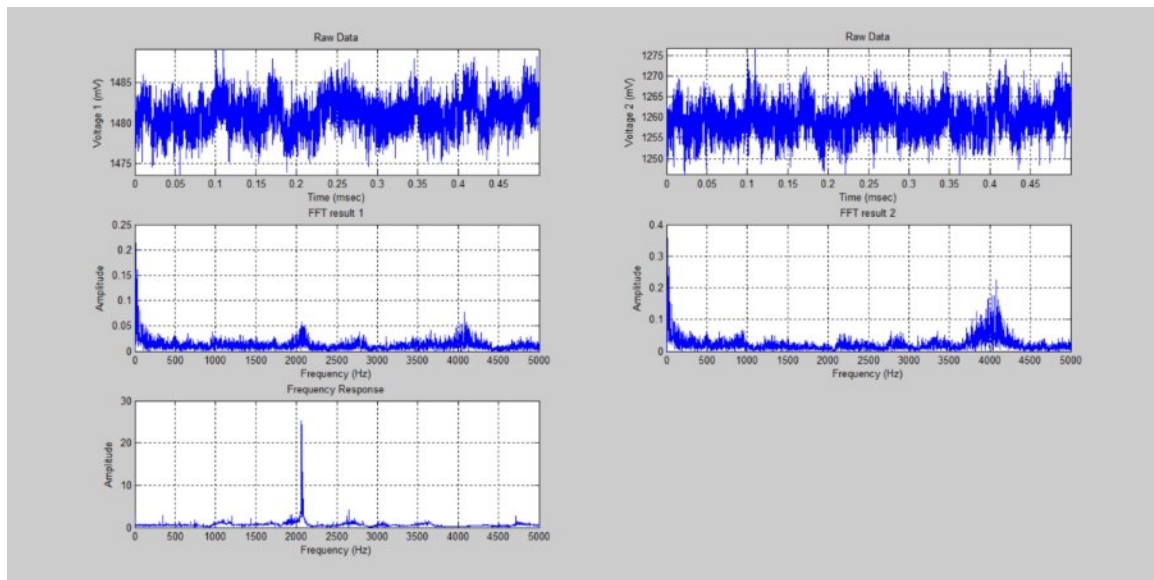 Raw Data
Voltage 1 (mV)
1485
1480
1475
0 0.05 0.1 0.15 0.2 0.25 0.3 0.35 0.4 0.45
Time (msec)
Raw Data
Voltage 2 (mV)
1275
1270
1265
1260
1255
1250
0 0.05 0.1 0.15 0.2 0.25 0.3 0.35 0.4 0.45
Time (msec)
FFT result 1
Amplitude
0.25
0.2
0.15
0.1
0.05
0
0 500 1000 1500 2000 2500 3000 3500 4000 4500 5000
Frequency (Hz)
FFT result 2
Amplitude
0.4
0.3
0.2
0.1
0
0 500 1000 1500 2000 2500 3000 3500 4000 4500 5000
Frequency (Hz)
Frequency Response
Amplitude
30
20
10
0
0 500 1000 1500 2000 2500 3000 3500 4000 4500 5000
Frequency (Hz)